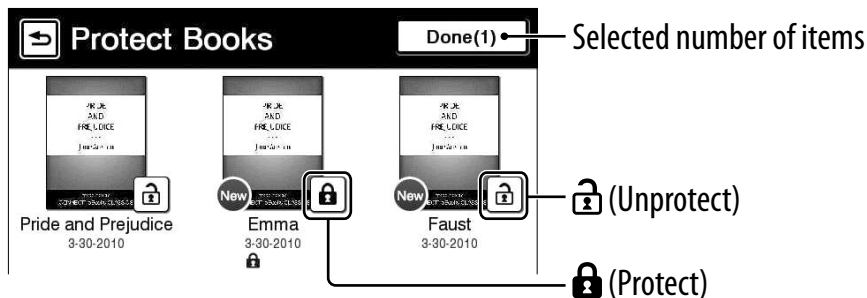 Protect Books
Done(1)
Selected number of items
PRIDE
AND
PREJUDICE
PRIDE
AND
PREJUDICE
PRIDE
AND
PREJUDICE
New
New
(Unprotect)
Pride and Prejudice
Emma
Faust
3-30-2010
3-30-2010
3-30-2010
(Protect)